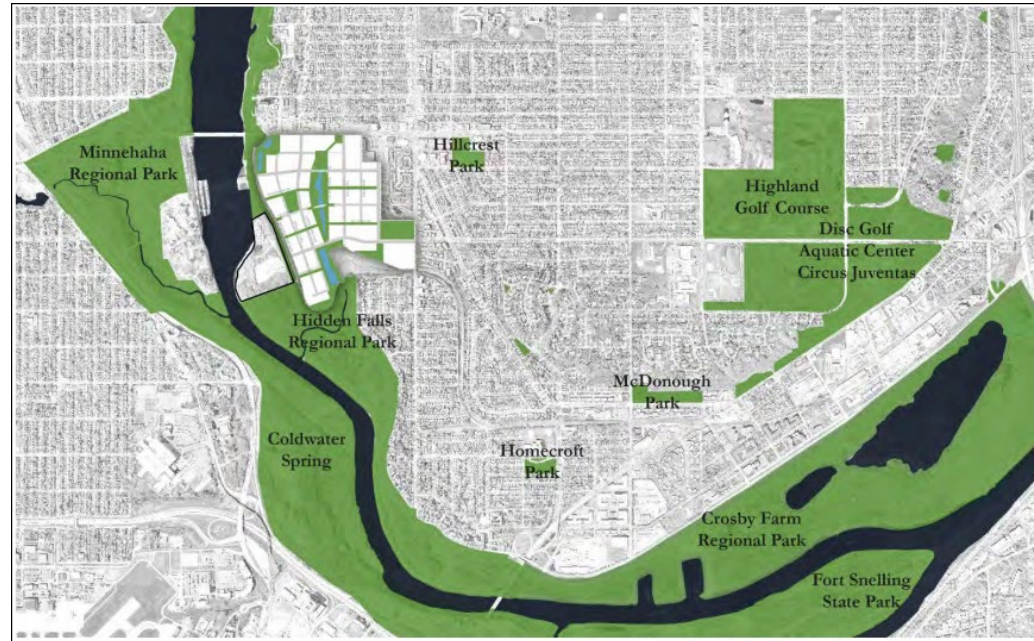 Minnehaha
Regional Park
Hillcrest
Park
Highland
Golf Course
Disc Golf
Aquatic Center
Circus Juventas
Hidden Falls
Regional Park
McDonough
Park
Coldwater
Spring
Homecroft
Park
Crosby Farm
Regional Park
Fort Snelling
State Park